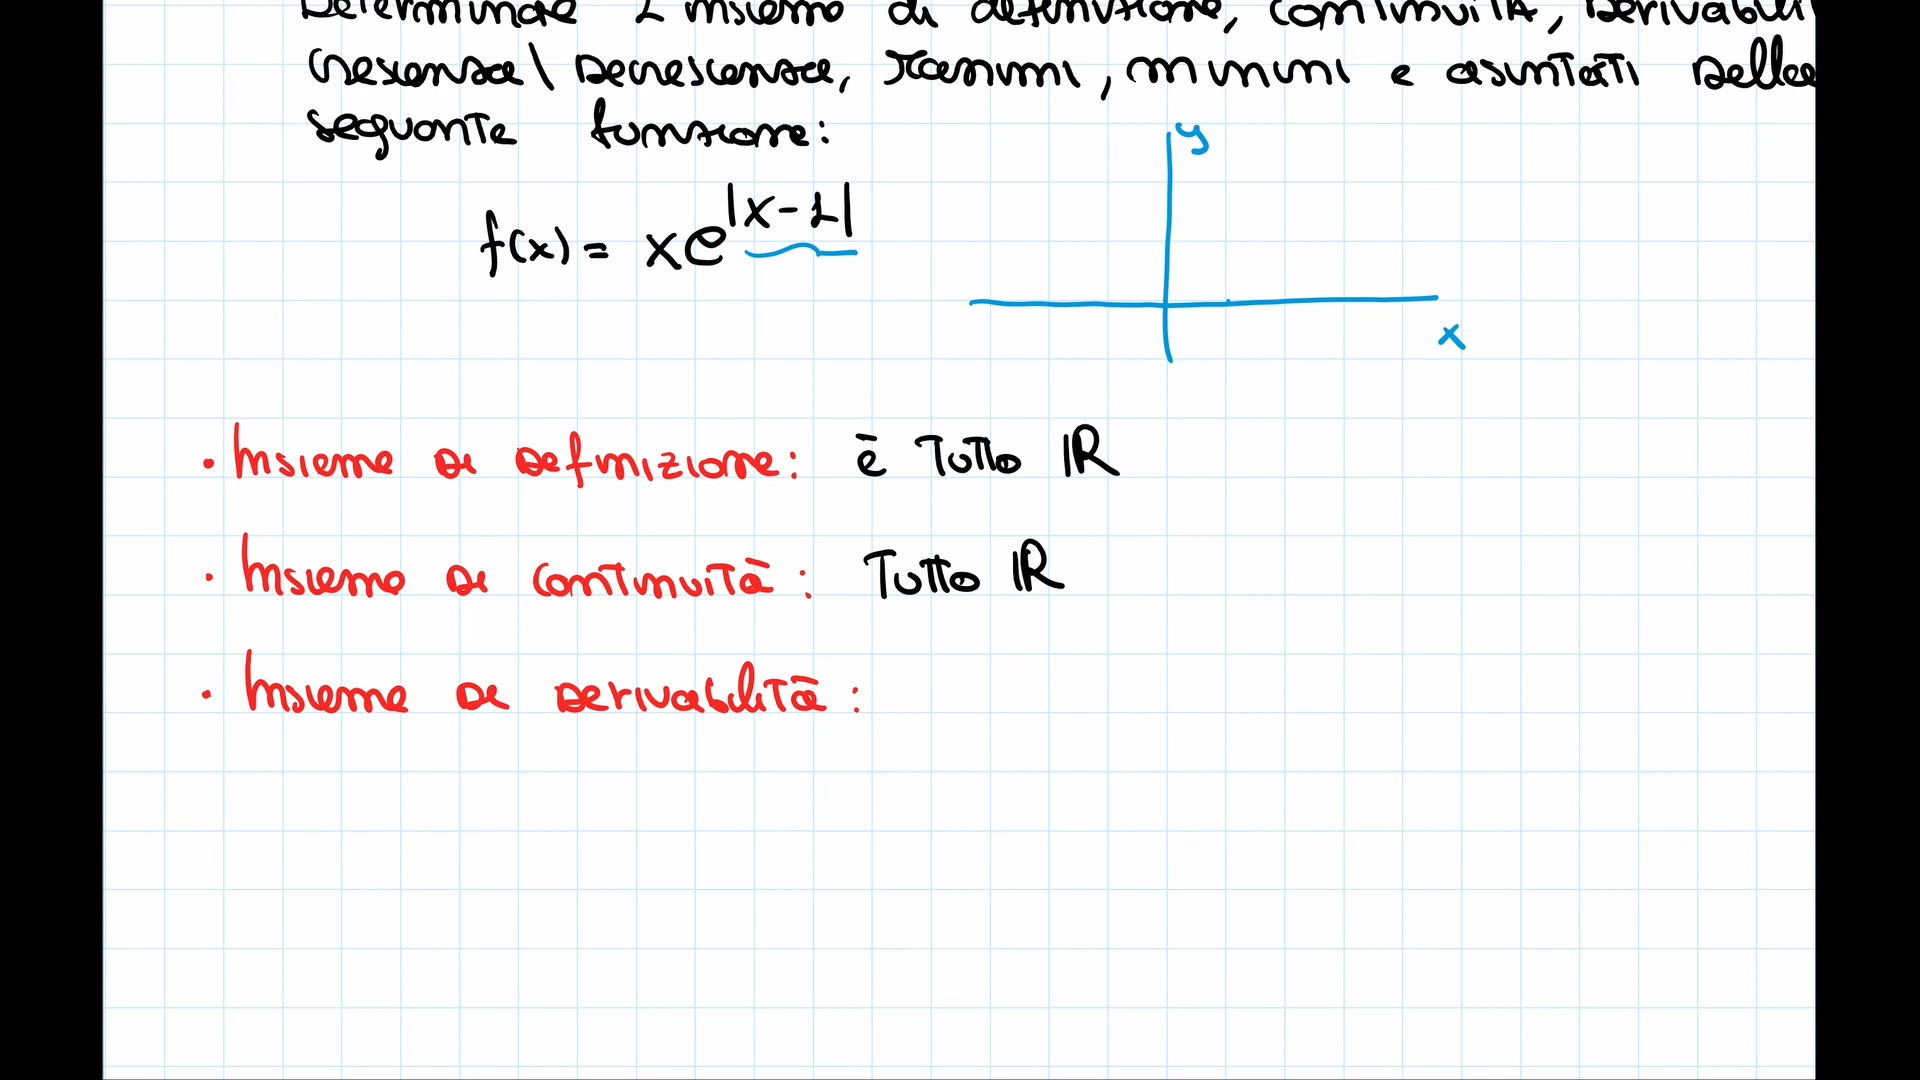 Determinare l'insieme di definizione, continuità, derivabili
crescenza\decrescenza, massimi, minimi e asintoti della
seguente funzione:
y
f(x) = xe^|x-1|
x
• Insieme di definizione: è tutto ℝ
• Insieme di continuità: Tutto ℝ
• Insieme di derivabilità: